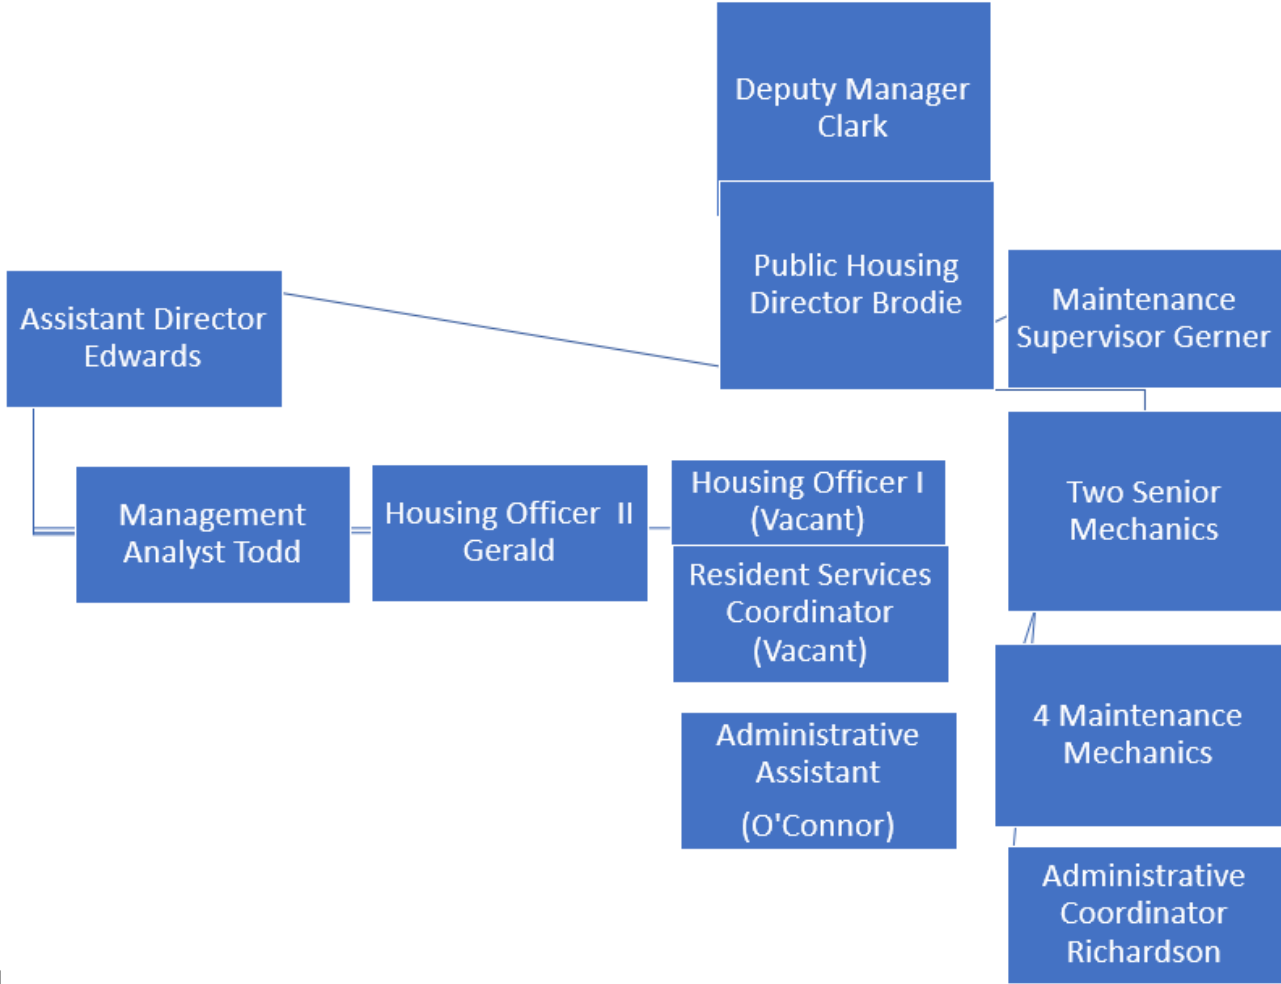 Deputy Manager
Clark
Public Housing
Director Brodie
Maintenance
Supervisor Gerner
Assistant Director
Edwards
Two Senior
Mechanics
Management
Analyst Todd
Housing Officer  II
Gerald
Housing Officer I
(Vacant)
Resident Services
Coordinator
(Vacant)
4 Maintenance
Mechanics
Administrative
Assistant
(O'Connor)
Administrative
Coordinator
Richardson